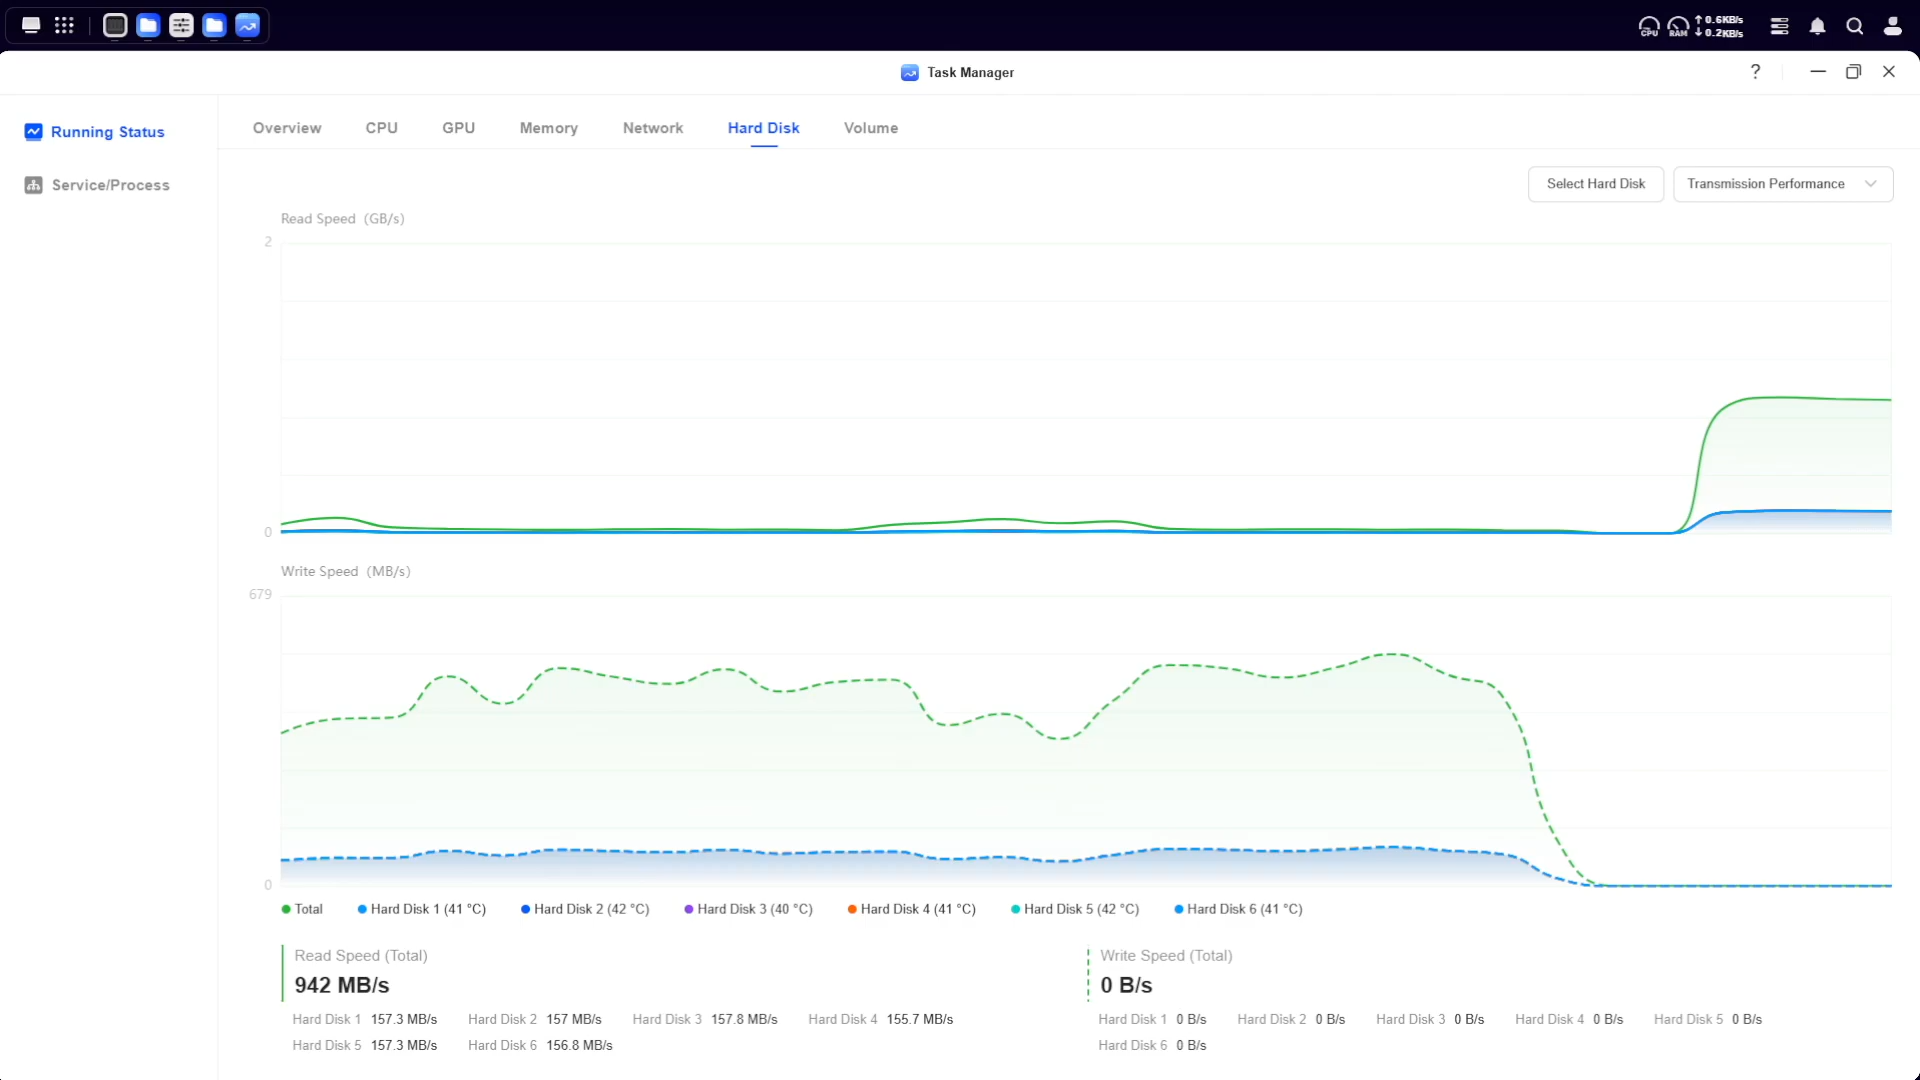 CPU RAM ↑ 0.6KB/s
↓ 0.2KB/s
Task Manager
?
Running Status
Service/Process
Overview CPU GPU Memory Network Hard Disk Volume
Select Hard Disk Transmission Performance
Read Speed (GB/s)
2
0
Write Speed (MB/s)
679
0
Total Hard Disk 1 (41 °C) Hard Disk 2 (42 °C) Hard Disk 3 (40 °C) Hard Disk 4 (41 °C) Hard Disk 5 (42 °C) Hard Disk 6 (41 °C)
Read Speed (Total)
942 MB/s
Hard Disk 1 157.3 MB/s Hard Disk 2 157 MB/s Hard Disk 3 157.8 MB/s Hard Disk 4 155.7 MB/s
Hard Disk 5 157.3 MB/s Hard Disk 6 156.8 MB/s
Write Speed (Total)
0 B/s
Hard Disk 1 0 B/s Hard Disk 2 0 B/s Hard Disk 3 0 B/s Hard Disk 4 0 B/s Hard Disk 5 0 B/s
Hard Disk 6 0 B/s